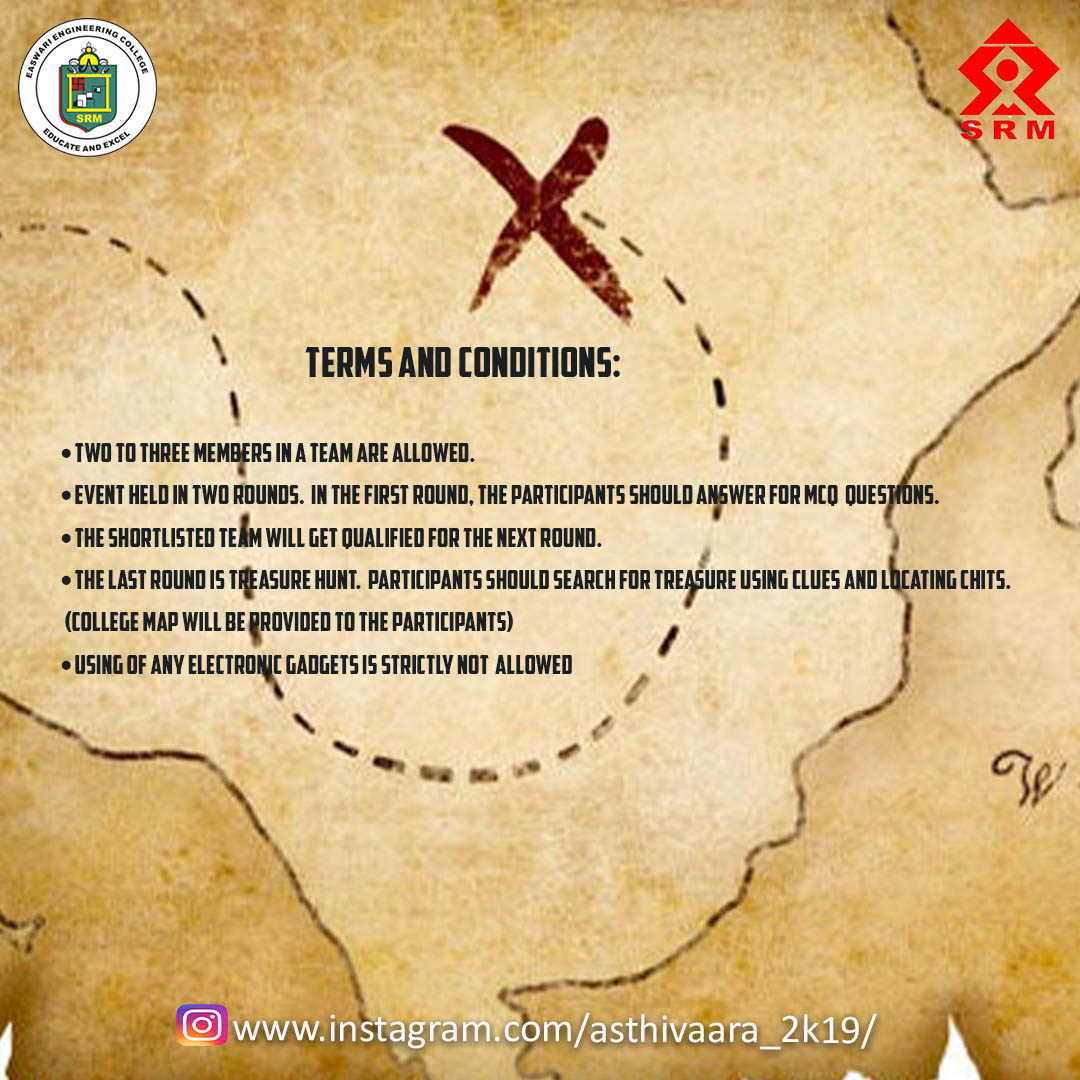 EASWARI ENGINEERING COLLEGE
SRM
EDUCATE AND EXCEL
SRM
TERMS AND CONDITIONS:
• TWO TO THREE MEMBERS IN A TEAM ARE ALLOWED.
• EVENT HELD IN TWO ROUNDS. IN THE FIRST ROUND, THE PARTICIPANTS SHOULD ANSWER FOR MCQ QUESTIONS.
• THE SHORTLISTED TEAM WILL GET QUALIFIED FOR THE NEXT ROUND.
• THE LAST ROUND IS TREASURE HUNT. PARTICIPANTS SHOULD SEARCH FOR TREASURE USING CLUES AND LOCATING CHITS.
(COLLEGE MAP WILL BE PROVIDED TO THE PARTICIPANTS)
• USING OF ANY ELECTRONIC GADGETS IS STRICTLY NOT ALLOWED
W
www.instagram.com/asthivaara_2k19/